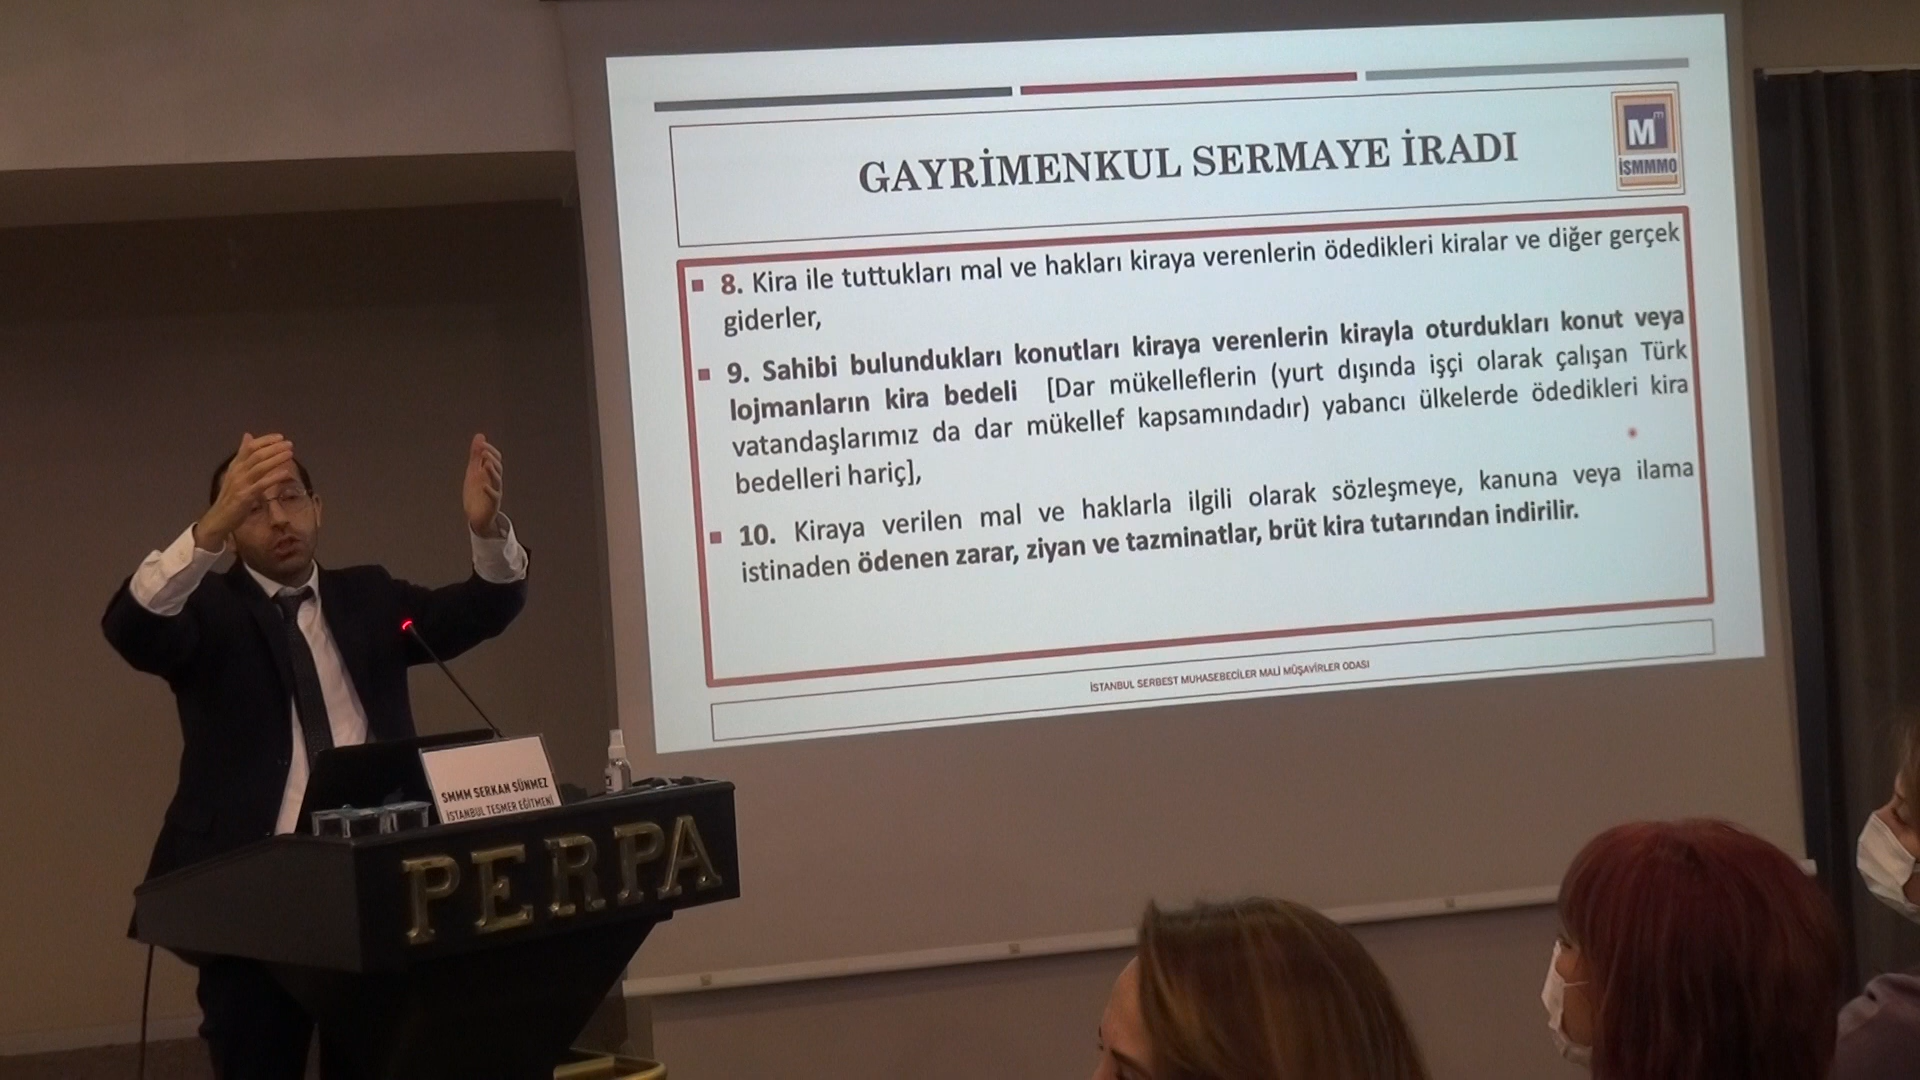 GAYRİMENKUL SERMAYE İRADI
M
İSMMMO
8. Kira ile tuttukları mal ve hakları kiraya verenlerin ödedikleri kiralar ve diğer gerçek
giderler,
9. Sahibi bulundukları konutları kiraya verenlerin kirayla oturdukları konut veya
lojmanların kira bedeli [Dar mükelleflerin (yurt dışında işçi olarak çalışan Türk
vatandaşlarımız da dar mükellef kapsamındadır) yabancı ülkelerde ödedikleri kira
bedelleri hariç],
10. Kiraya verilen mal ve haklarla ilgili olarak sözleşmeye, kanuna veya ilama
istinaden ödenen zarar, ziyan ve tazminatlar, brüt kira tutarından indirilir.
İSTANBUL SERBEST MUHASEBECİLER MALİ MÜŞAVİRLER ODASI
SMMM SERKAN SÜNMEZ
İSTANBUL TESMER EĞİTMENİ
PERPA